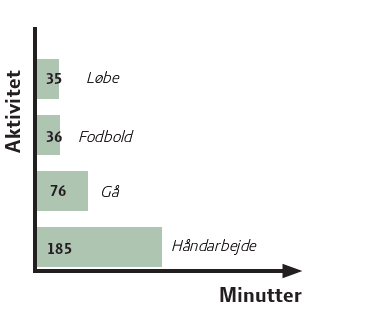 Aktivitet
35 Løbe
36 Fodbold
76 Gå
185 Håndarbejde
Minutter